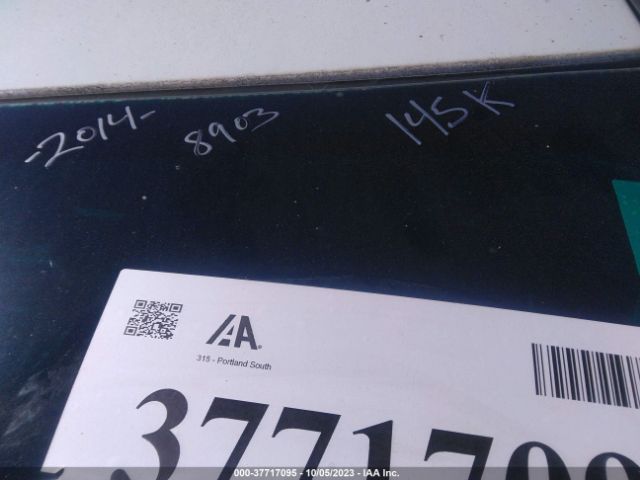 -2014- 8903 145K
IAA
315 - Portland South
3771709
000-37717095 - 10/05/2023 - IAA Inc.